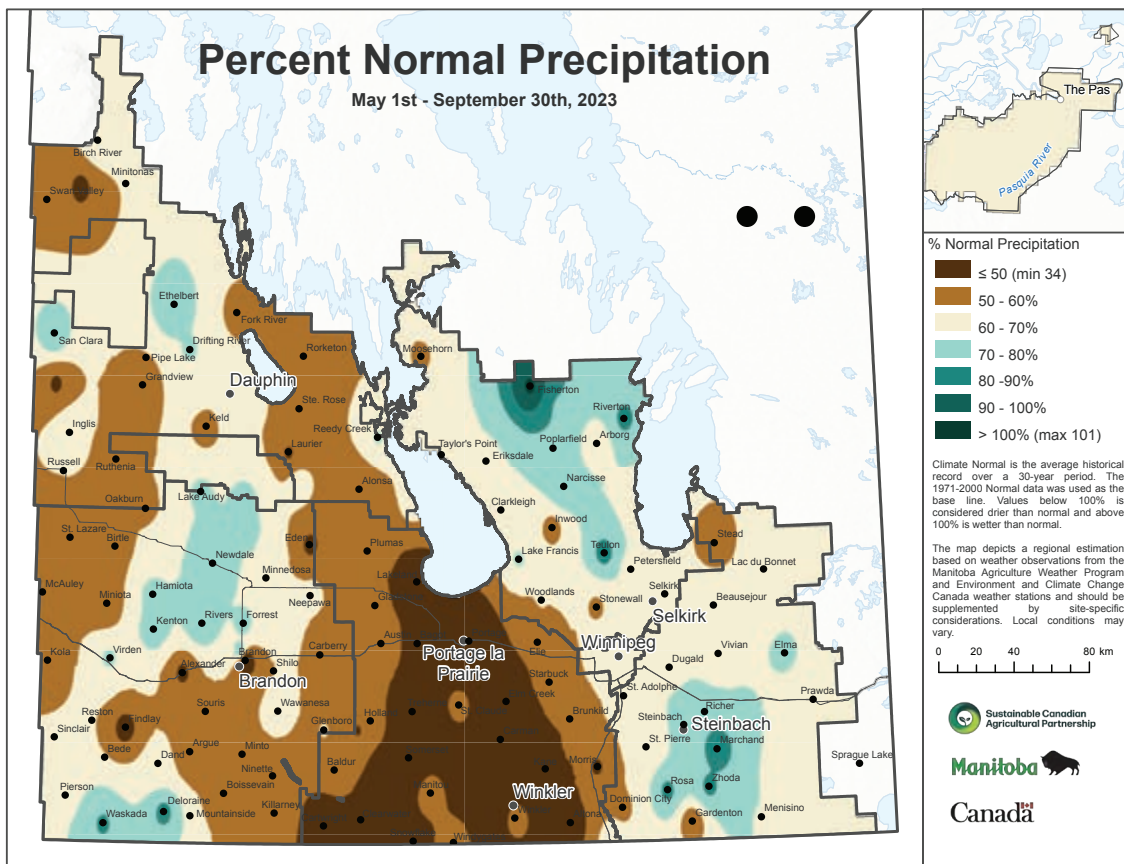 Percent Normal Precipitation
May 1st - September 30th, 2023
The Pas
Pasquia River
Birch River
Minitonas
Ethelbert
Fork River
San Clara
Drifting River
Pipe Lake
Rorketon
Moosehorn
Grandview
Dauphin
Fisherton
Ste. Rose
Riverton
Keld
Inglis
Reedy Creek
Poplarfield
Arborg
Laurier
Taylor's Point
Eriksdale
Russell
Ruthenia
Narcisse
Lake Audy
Alonsa
Oakburn
Clarkleigh
St. Lazare
Birtle
Inwood
Stead
Newdale
Plumas
Lake Francis
Teulon
Petersfield
Lac du Bonnet
Minnedosa
McAuley
Miniota
Hamiota
Neepawa
Woodlands
Stonewall
Selkirk
Selkirk
Beausejour
Kenton
Rivers
Forrest
Winnipeg
Virden
Carberry
Portage la
Prairie
Elie
Vivian
Elma
Kola
Alexander
Brandon
Shilo
Dugald
Brandon
Starbuck
St. Adolphe
Prawda
Souris
Wawanesa
Reston
Findlay
Glenboro
Brunkild
Richer
Steinbach
Steinbach
Sinclair
Argue
St. Pierre
Marchand
Bede
Dand
Minto
Baldur
Morris
Sprague Lake
Ninette
Rosa
Zhoda
Pierson
Boissevain
Winkler
Deloraine
Dominion City
Waskada
Mountainside
Killarney
Gardenton
Menisino
% Normal Precipitation
≤ 50 (min 34)
50 - 60%
60 - 70%
70 - 80%
80 -90%
90 - 100%
> 100% (max 101)
Climate Normal is the average historical
record over a 30-year period. The
1971-2000 Normal data was used as the
base line. Values below 100% is
considered drier than normal and above
100% is wetter than normal.
The map depicts a regional estimation
based on weather observations from the
Manitoba Agriculture Weather Program
and Environment and Climate Change
Canada weather stations and should be
supplemented by site-specific
considerations. Local conditions may
vary.
0 20 40 60 80 km
Sustainable Canadian
Agricultural Partnership
Manitoba
Canada